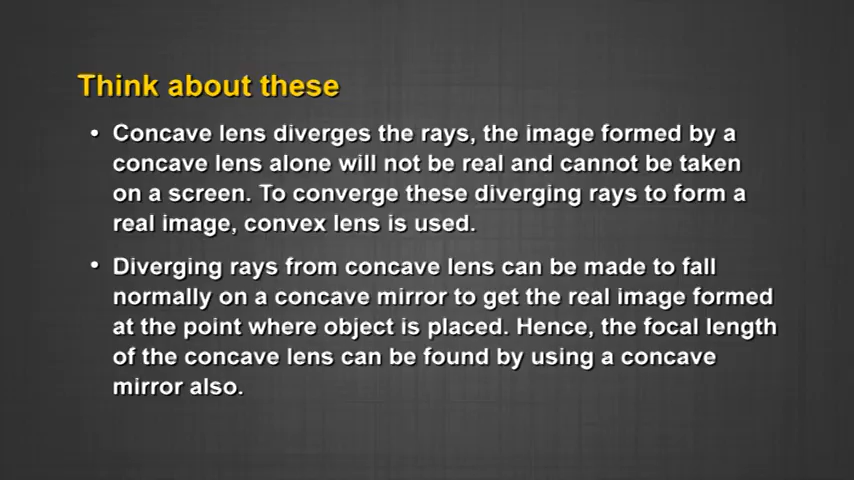 Think about these
• Concave lens diverges the rays, the image formed by a
concave lens alone will not be real and cannot be taken
on a screen. To converge these diverging rays to form a
real image, convex lens is used.
• Diverging rays from concave lens can be made to fall
normally on a concave mirror to get the real image formed
at the point where object is placed. Hence, the focal length
of the concave lens can be found by using a concave
mirror also.